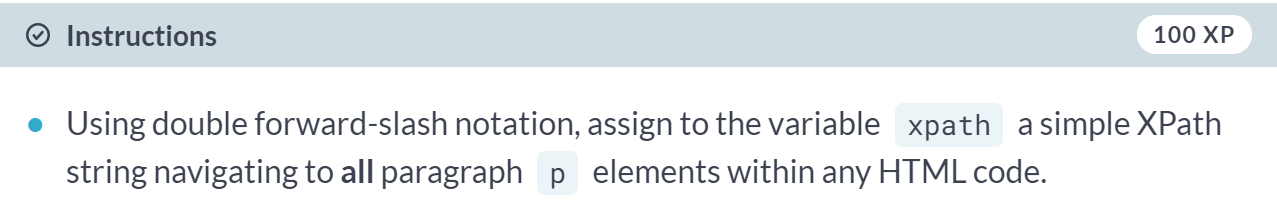 Instructions
100 XP
Using double forward-slash notation, assign to the variable xpath a simple XPath
string navigating to all paragraph p elements within any HTML code.